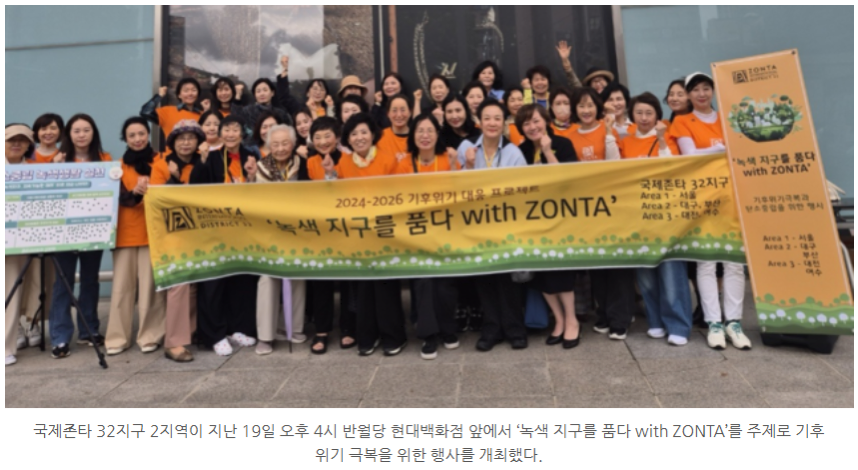 ZONTA
DISTRICT 32
2024-2026 기후위기 대응 프로젝트
‘녹색 지구를 품다 with ZONTA’
국제존타 32지구
Area 1 - 서울
Area 2 - 대구, 부산
Area 3 - 대전, 여수
ZONTA
DISTRICT 32
‘녹색 지구를 품다
with ZONTA’
기후위기극복과
탄소중립을 위한 행사
Area 1 - 서울
Area 3 - 대구
부산
Area 3 - 대전
여수
국제존타 32지구 2지역이 지난 19일 오후 4시 반월당 현대백화점 앞에서 ‘녹색 지구를 품다 with ZONTA’를 주제로 기후
위기 극복을 위한 행사를 개최했다.